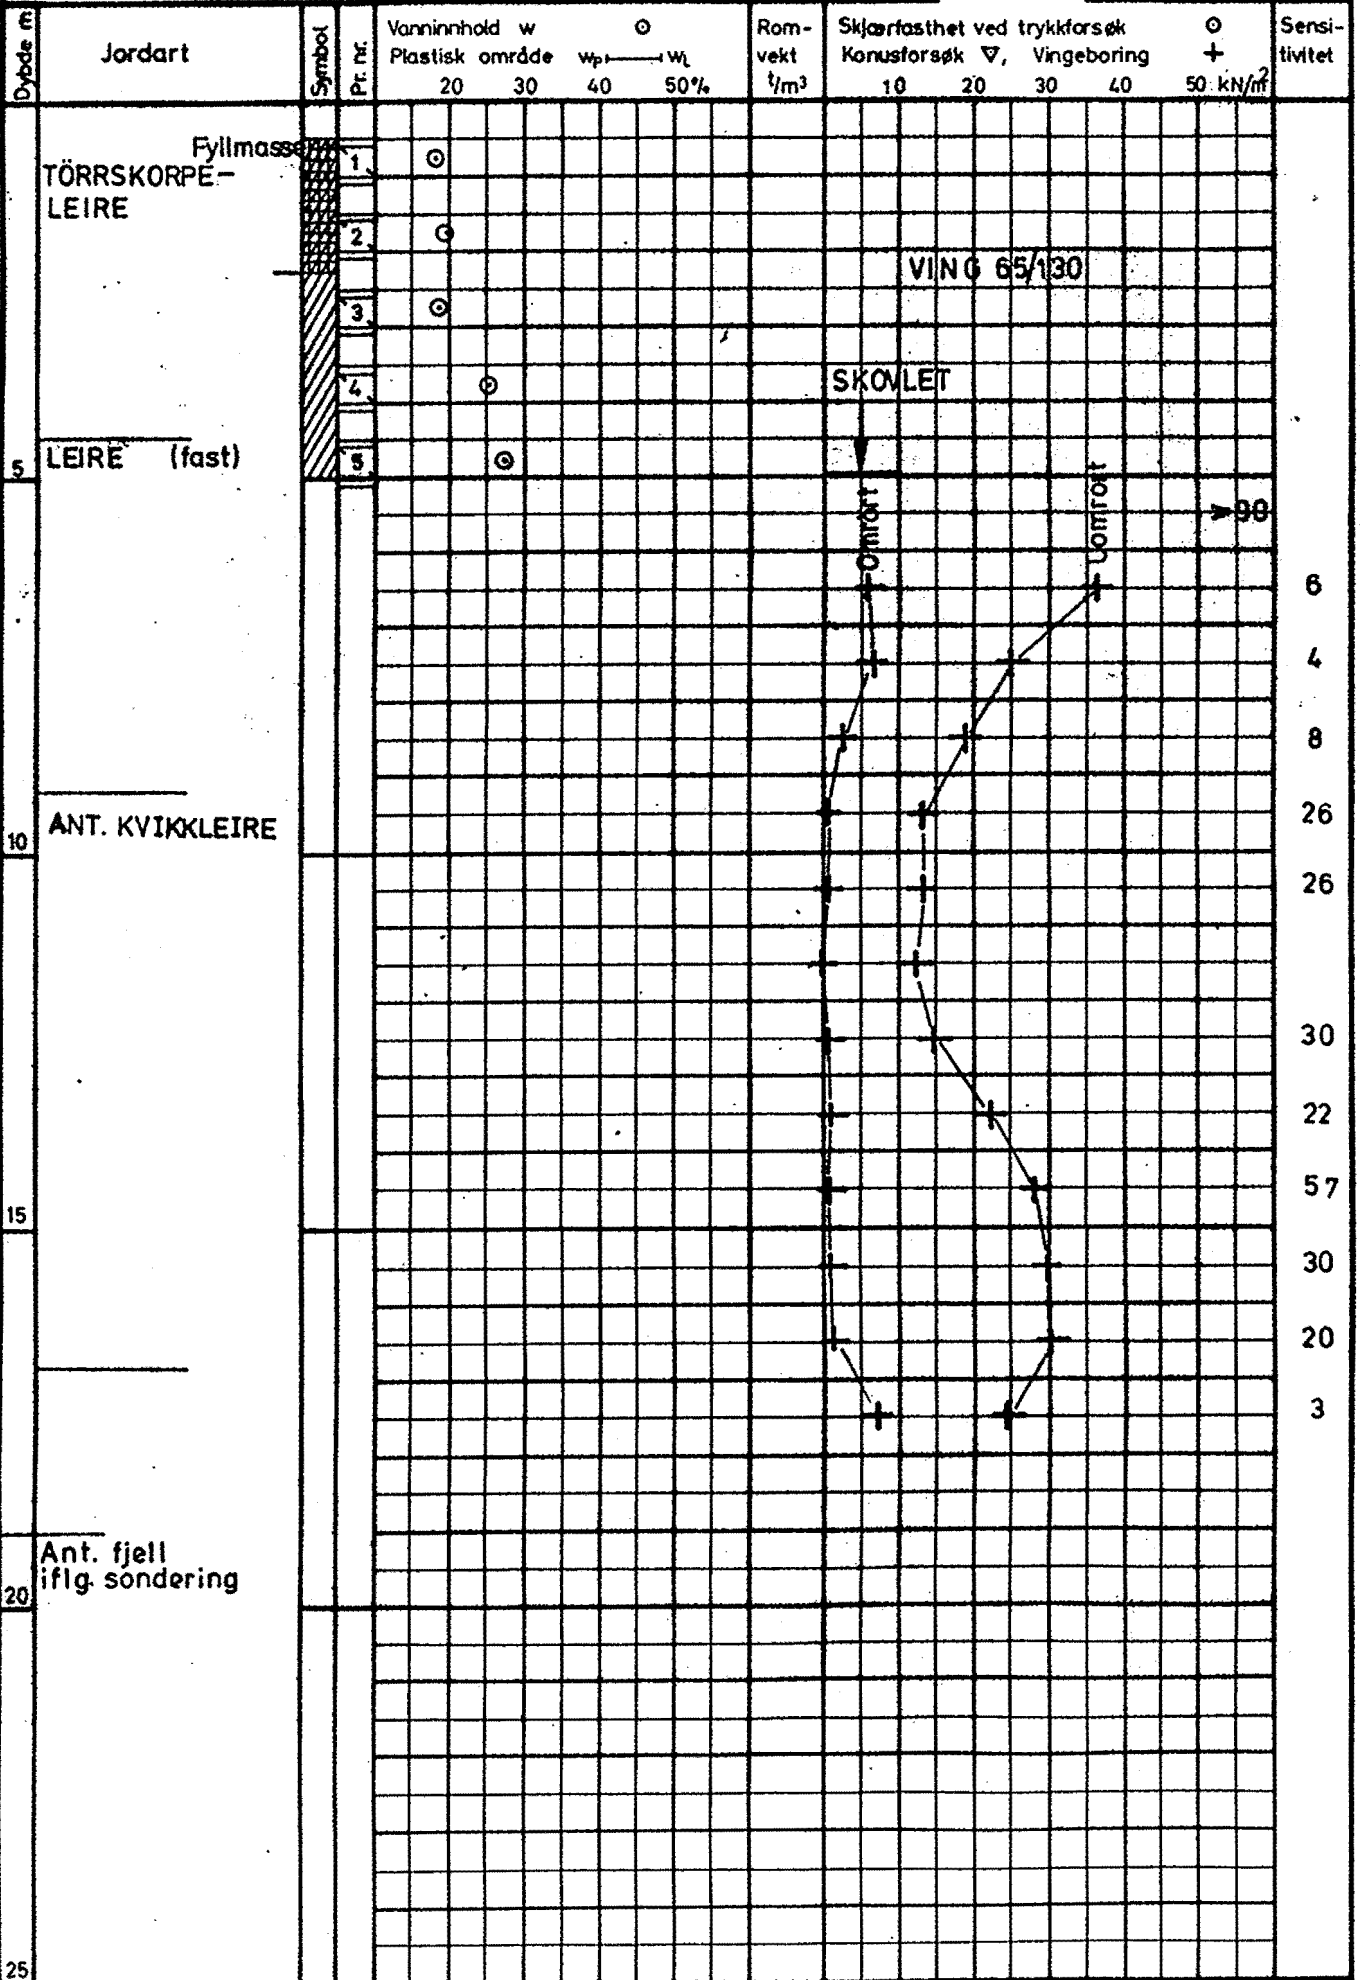 Dybde m
Jordart
Symbol
Pr. nr.
Vanninnhold w
Plastisk område wp wL
20 30 40 50%
Rom-
vekt
t/m³
Skjærfasthet ved trykkforsøk
Konusforsøk ▽, Vingeboring +
10 20 30 40 50 kN/m²
Sensi-
tivitet
Fyllmasse
TÖRRSKORPE-
LEIRE
1
2
VING 65/130
3
4
SKOVLET
LEIRE (fast)
5
5
Omrört
Uomrört
>90
6
4
8
26
ANT. KVIKKLEIRE
10
26
30
22
57
15
30
20
3
Ant. fjell
iflg. sondering
20
25